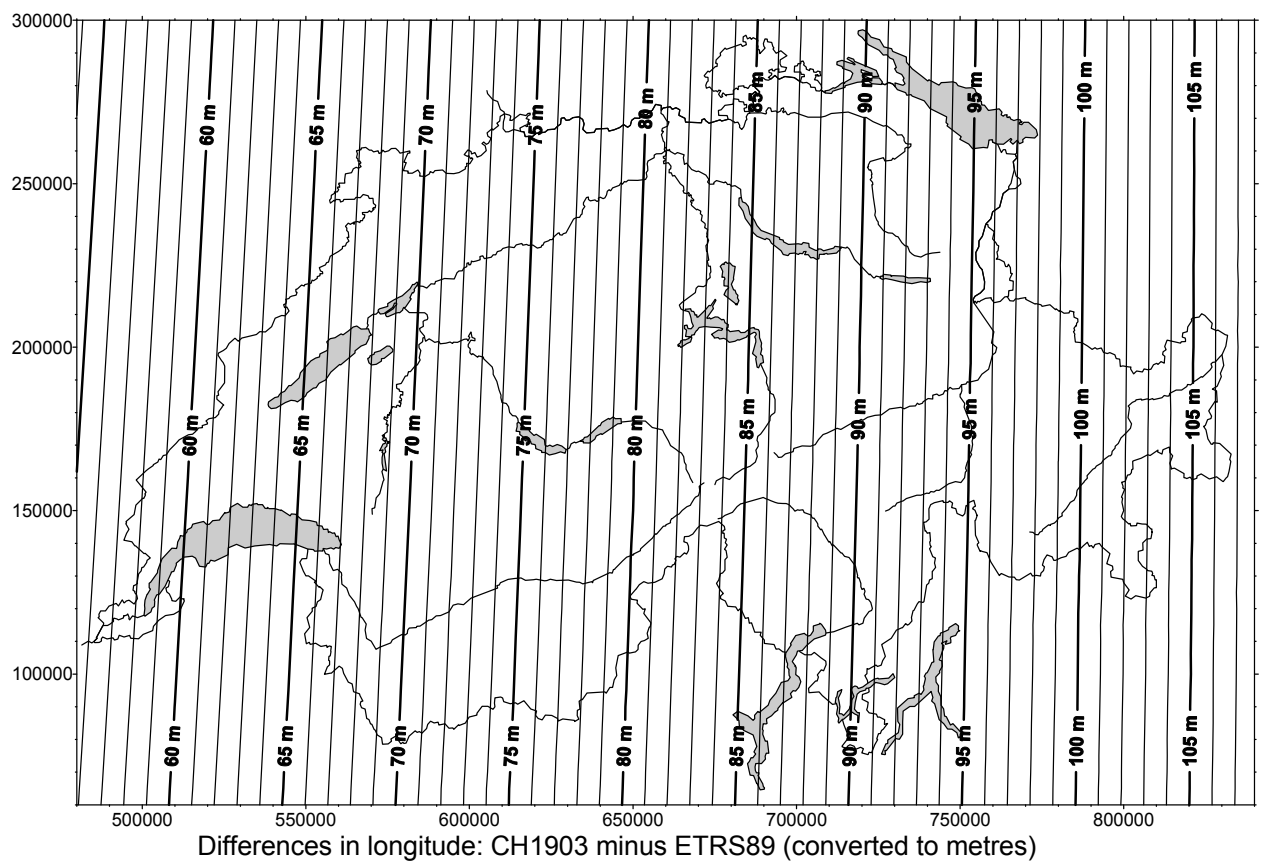 300000
60 m 65 m 70 m 75 m 80 m 85 m 90 m 95 m 100 m 105 m
250000
200000
60 m 65 m 70 m 75 m 80 m 85 m 90 m 95 m 100 m 105 m
150000
100000
60 m 65 m 70 m 75 m 80 m 85 m 90 m 95 m 100 m 105 m
500000 550000 600000 650000 700000 750000 800000
Differences in longitude: CH1903 minus ETRS89 (converted to metres)